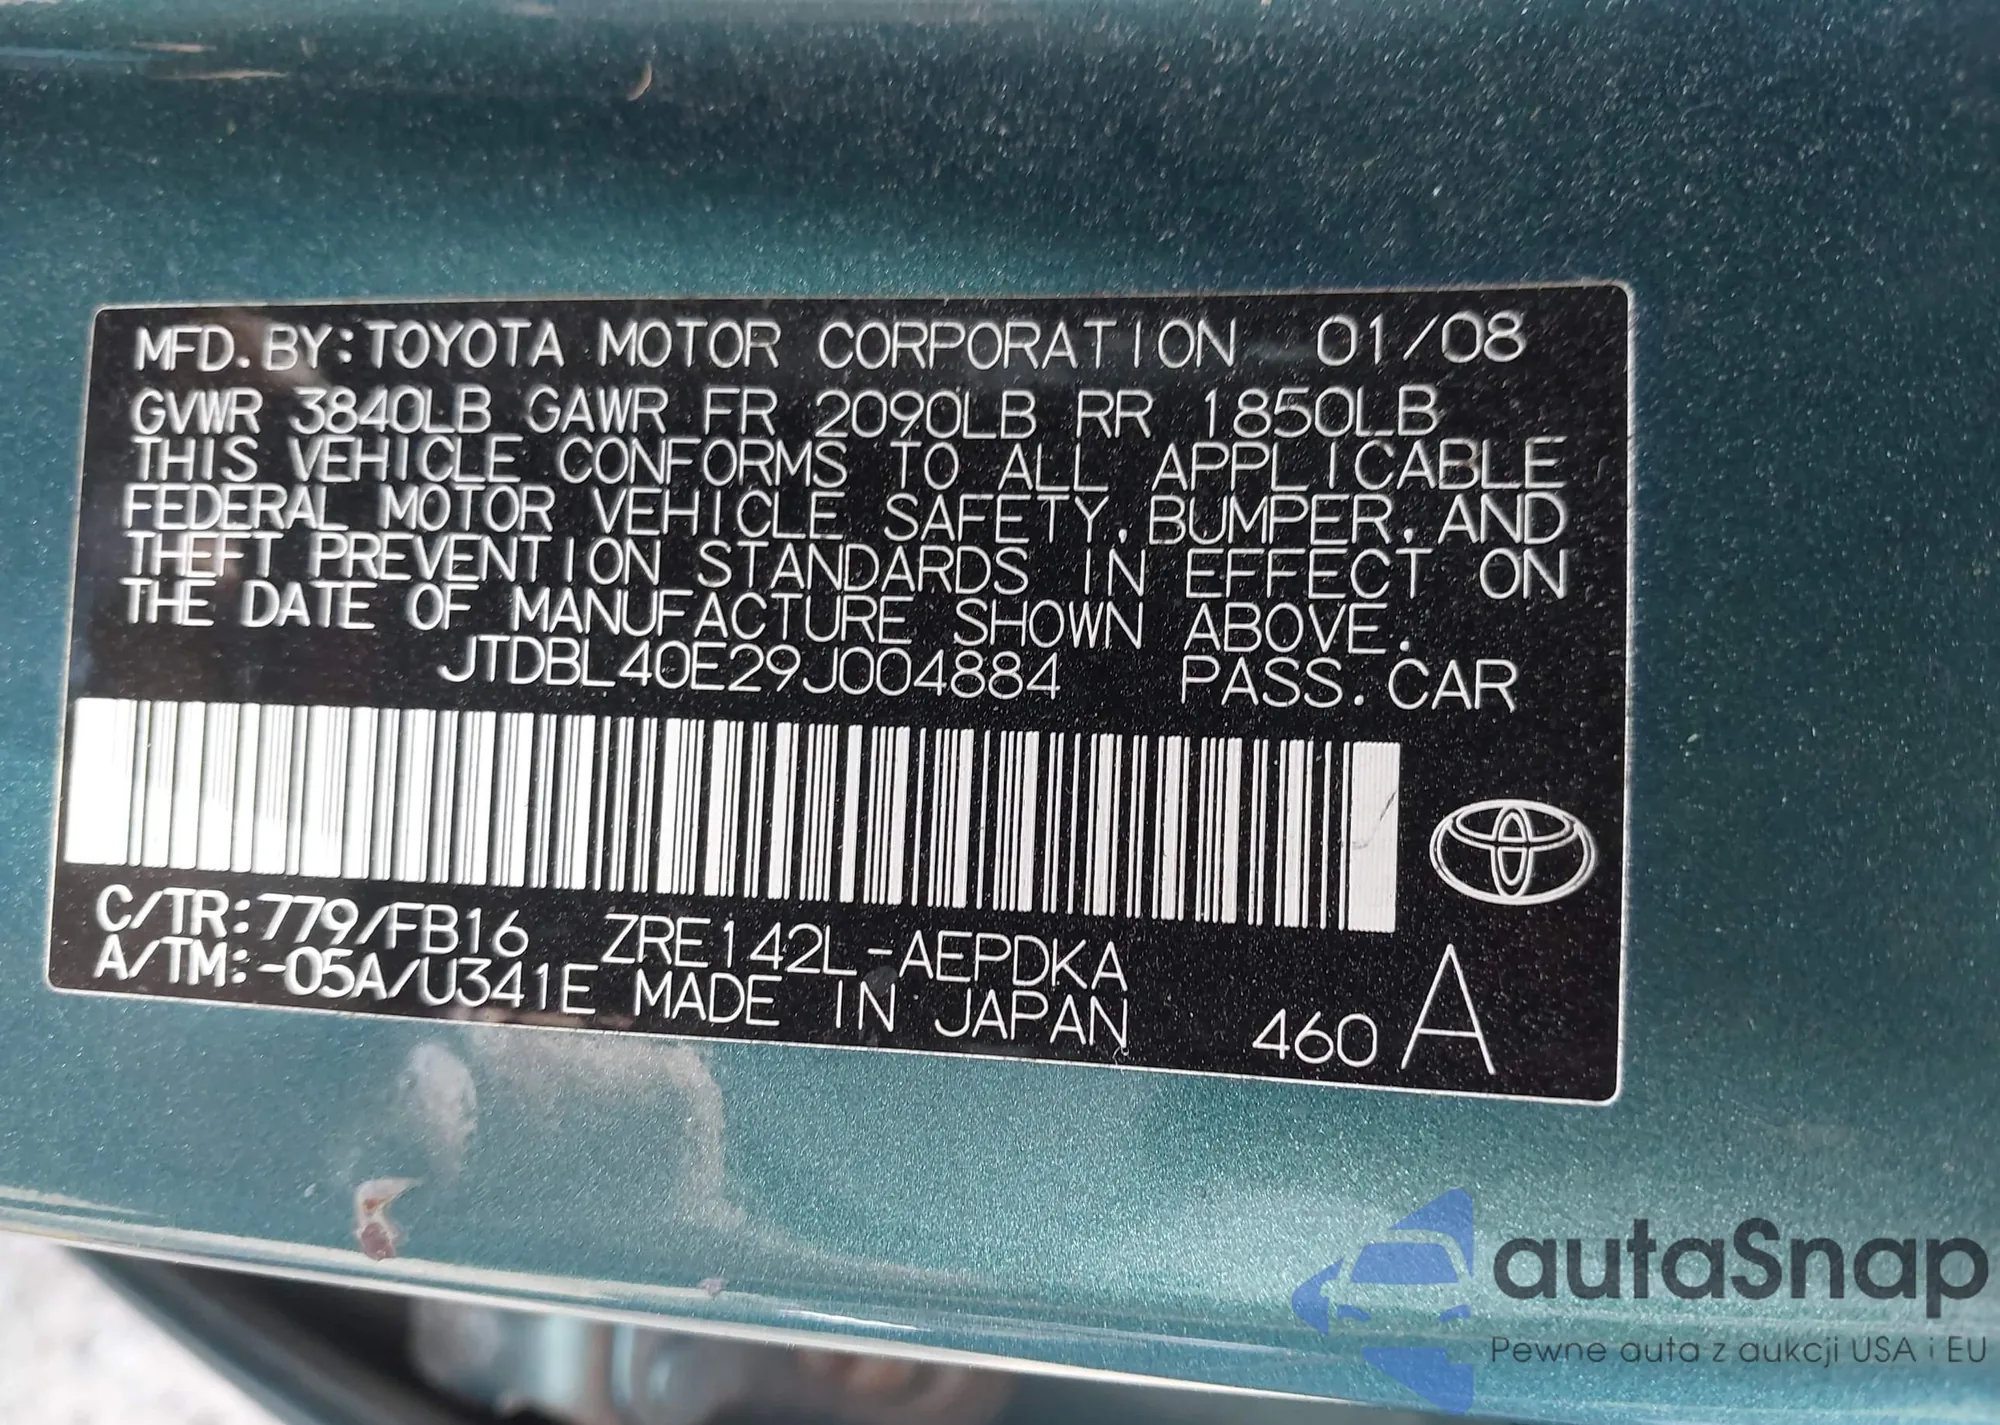 MFD. BY: TOYOTA MOTOR CORPORATION 01/08
GVWR 3840LB GAWR FR 2090LB RR 1850LB
THIS VEHICLE CONFORMS TO ALL APPLICABLE
FEDERAL MOTOR VEHICLE SAFETY, BUMPER, AND
THEFT PREVENTION STANDARDS IN EFFECT ON
THE DATE OF MANUFACTURE SHOWN ABOVE.
JTDBL40E29J004884 PASS. CAR
C/TR: 779/FB16 ZRE142L-AEPDKA
A/TM: -05A/U341E MADE IN JAPAN 460 A
autaSnap
Pewne auta z aukcji USA i EU